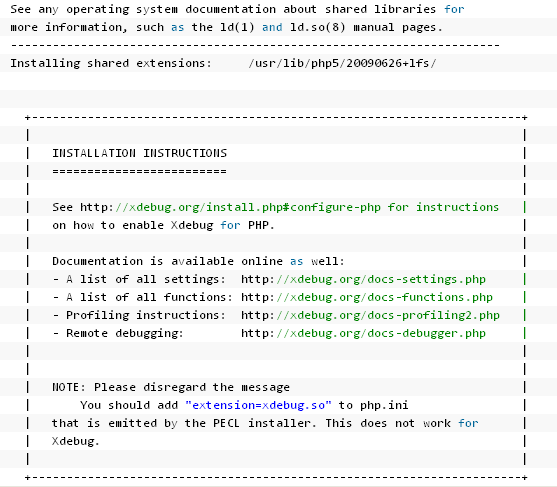 See any operating system documentation about shared libraries for
more information, such as the ld(1) and ld.so(8) manual pages.
----------------------------------------------------------------------
Installing shared extensions:     /usr/lib/php5/20090626+lfs/
+----------------------------------------------------------------------+
|                                                                      |
|   INSTALLATION INSTRUCTIONS                                          |
|   =========================                                          |
|                                                                      |
|   See http://xdebug.org/install.php#configure-php for instructions   |
|   on how to enable Xdebug for PHP.                                   |
|                                                                      |
|   Documentation is available online as well:                         |
|   - A list of all settings:  http://xdebug.org/docs-settings.php     |
|   - A list of all functions: http://xdebug.org/docs-functions.php    |
|   - Profiling instructions:  http://xdebug.org/docs-profiling2.php   |
|   - Remote debugging:        http://xdebug.org/docs-debugger.php     |
|                                                                      |
|                                                                      |
|   NOTE: Please disregard the message                                 |
|       You should add "extension=xdebug.so" to php.ini                |
|   that is emitted by the PECL installer. This does not work for      |
|   Xdebug.                                                            |
|                                                                      |
+----------------------------------------------------------------------+